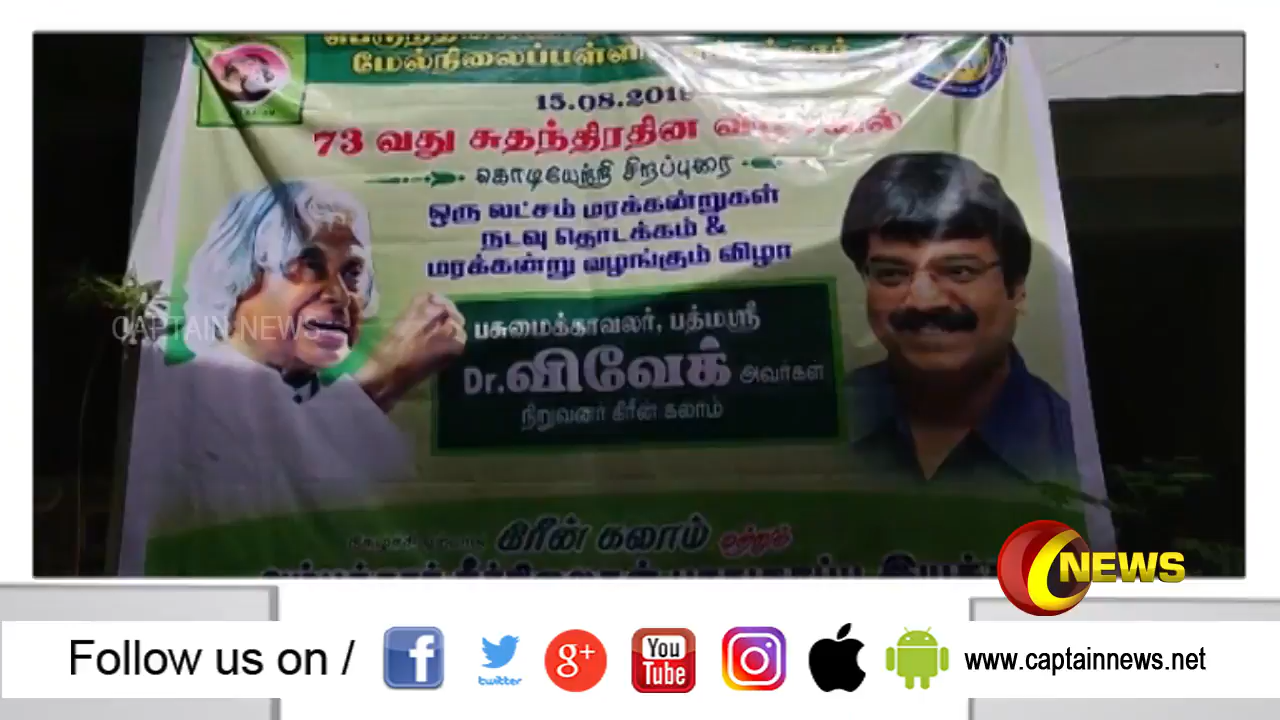 மேல்நிலைப்பள்ளி
15.08.2019
73 வது சுதந்திரதின
கொடியேற்றி சிறப்புரை
ஒரு லட்சம் மரக்கன்றுகள்
நடவு தொடக்கம் &
மரக்கன்று வழங்கும் விழா
பசுமைக்காவலர், பத்மஸ்ரீ
Dr.விவேக் அவர்கள்
நிறுவனர் கிரீன் கலாம்
கிரீன் கலாம் மற்றும்
CAPTAIN NEWS
NEWS
Follow us on /
f
twitter
g+
You
Tube
www.captainnews.net